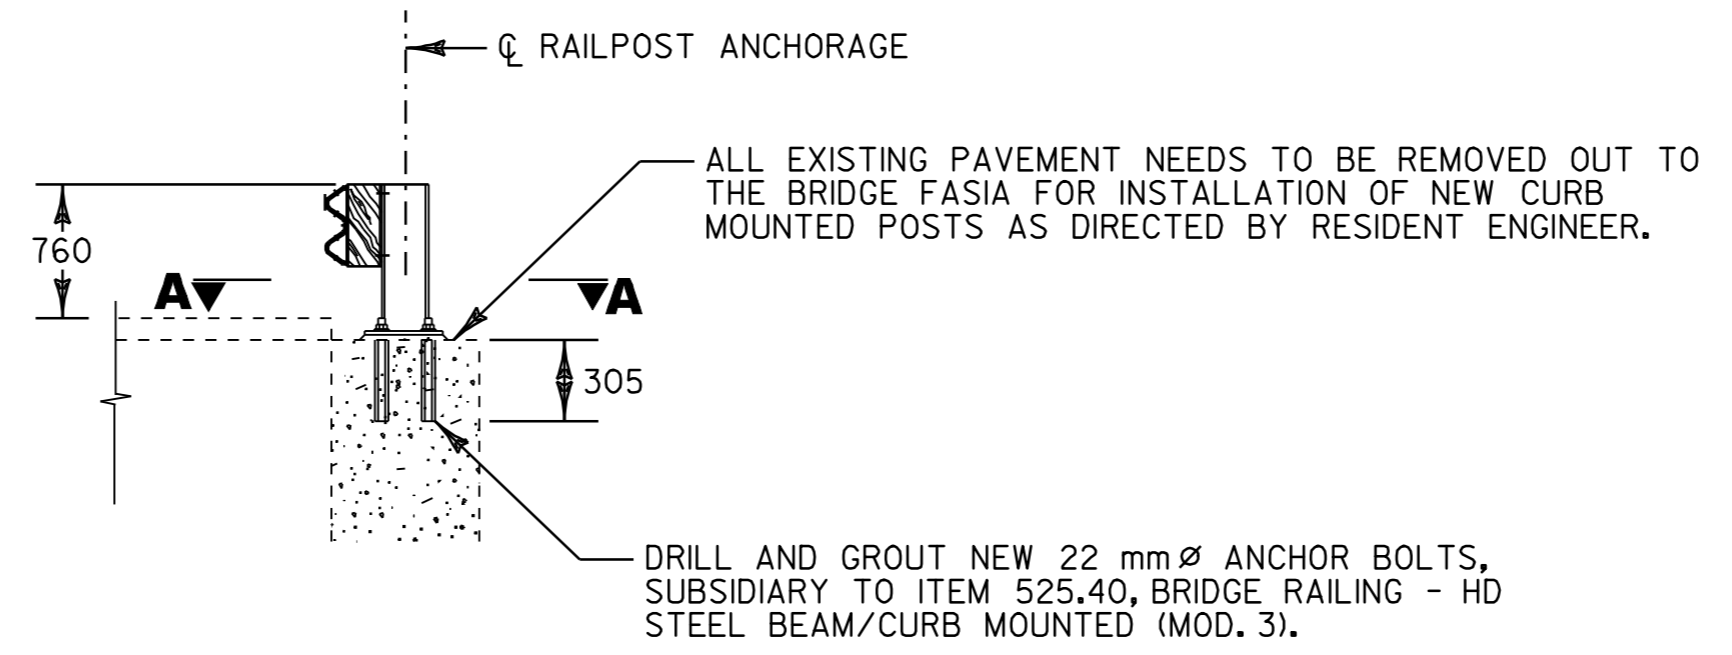 ℄ RAILPOST ANCHORAGE
ALL EXISTING PAVEMENT NEEDS TO BE REMOVED OUT TO
THE BRIDGE FASIA FOR INSTALLATION OF NEW CURB
MOUNTED POSTS AS DIRECTED BY RESIDENT ENGINEER.
760
A
A
305
DRILL AND GROUT NEW 22 mm Ø ANCHOR BOLTS,
SUBSIDIARY TO ITEM 525.40, BRIDGE RAILING - HD
STEEL BEAM/CURB MOUNTED (MOD. 3).